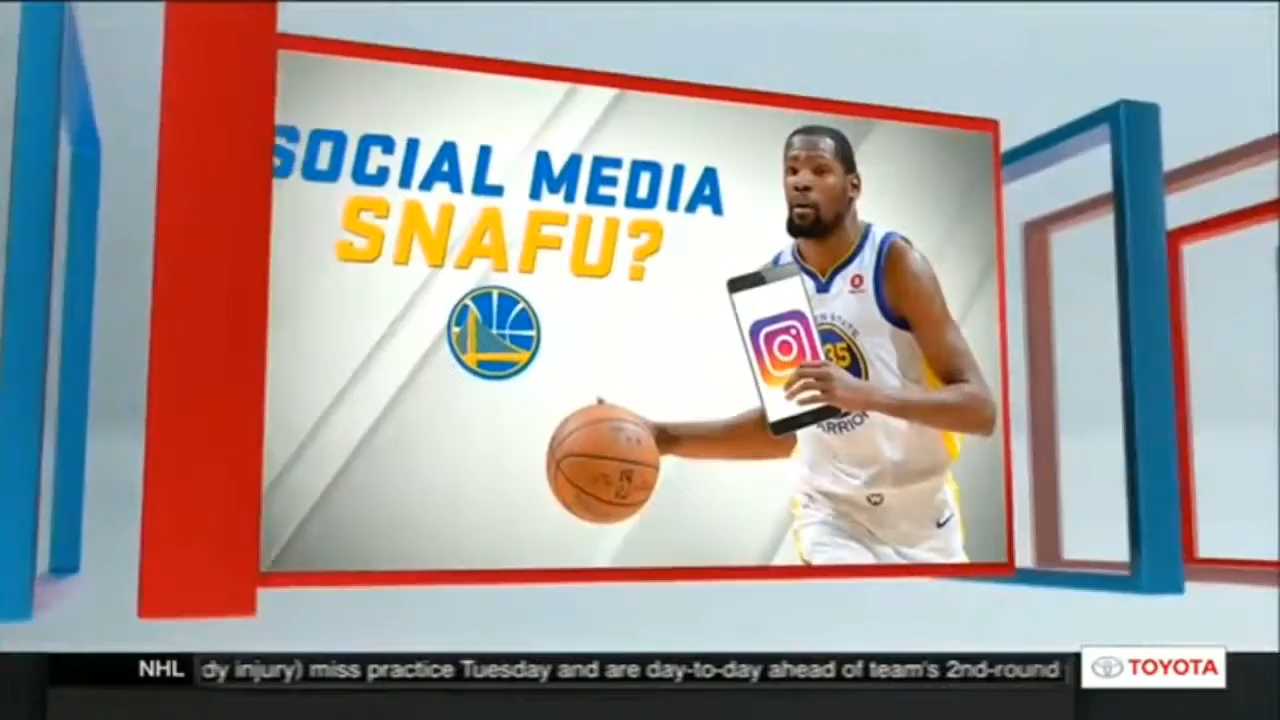 SOCIAL MEDIA
SNAFU?
35
NHL dy injury) miss practice Tuesday and are day-to-day ahead of team's 2nd-round
TOYOTA